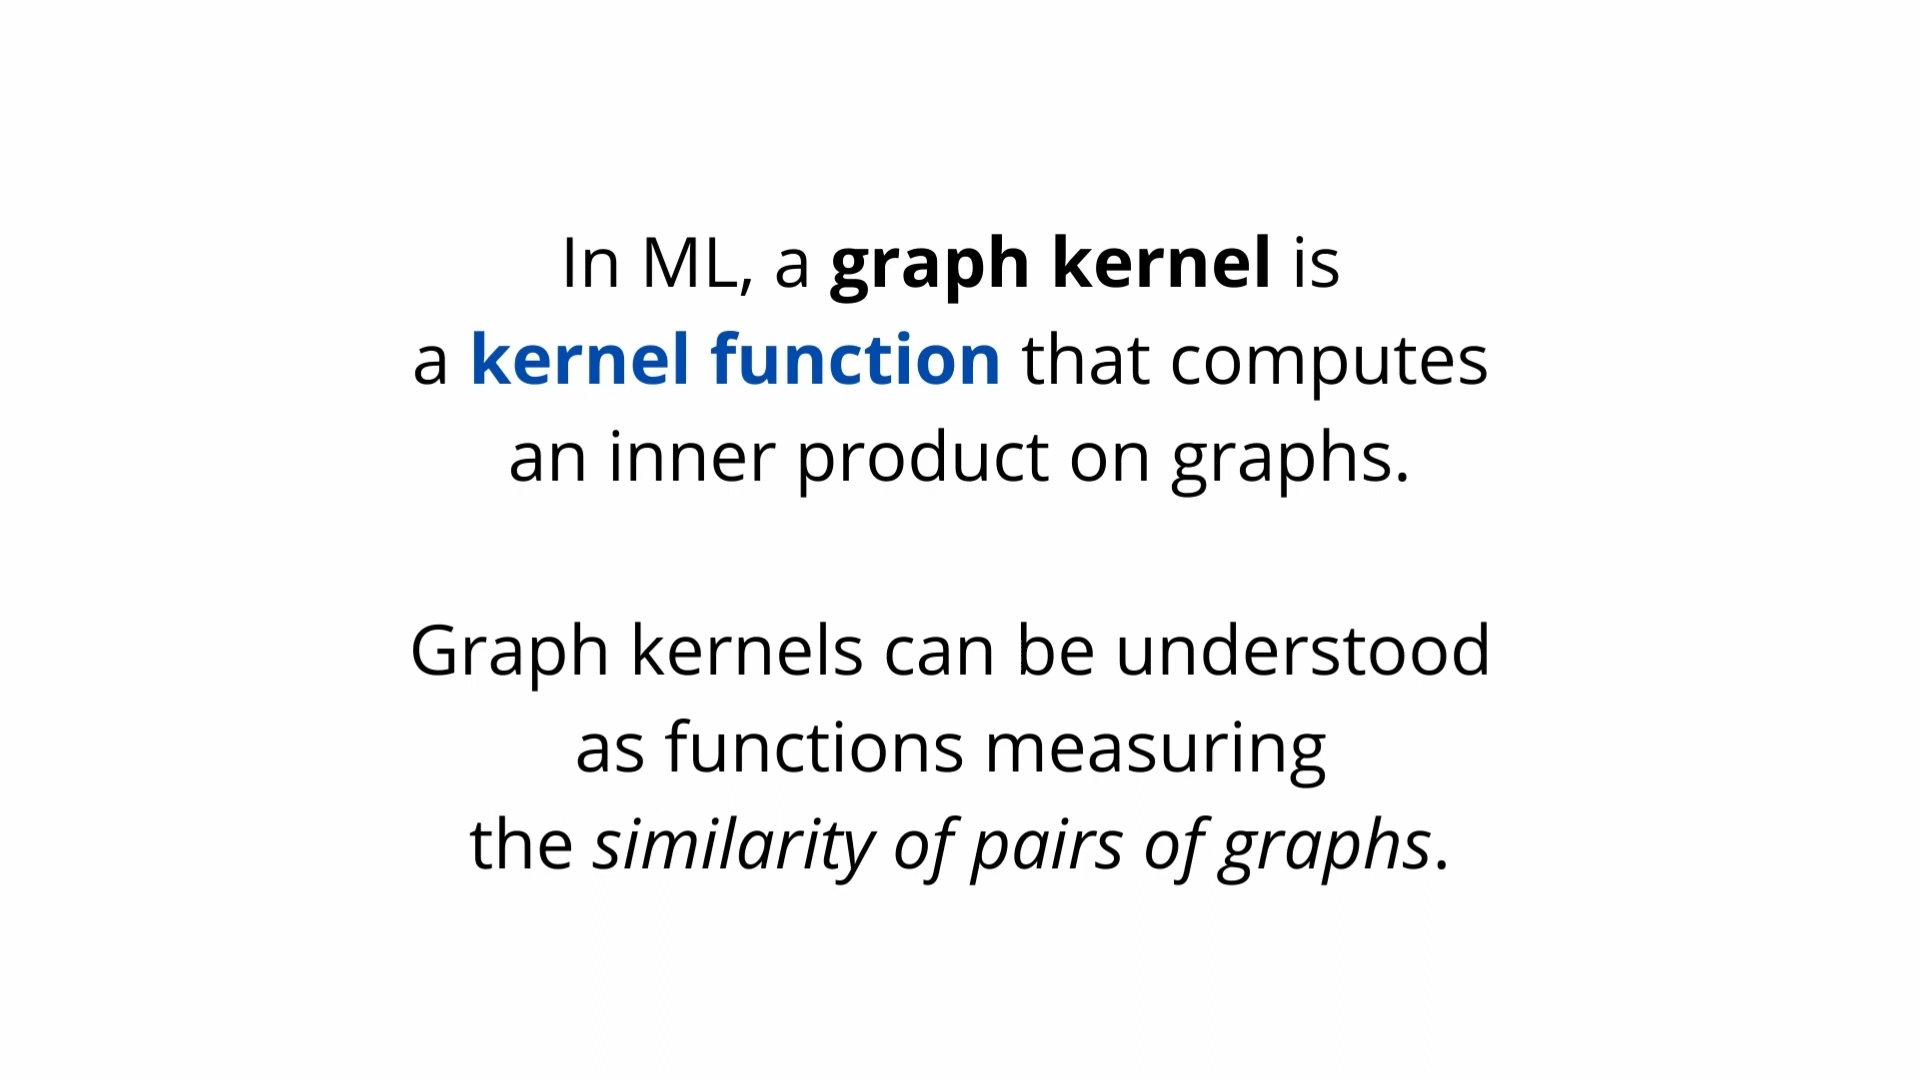 In ML, a graph kernel is
a kernel function that computes
an inner product on graphs.
Graph kernels can be understood
as functions measuring
the similarity of pairs of graphs.